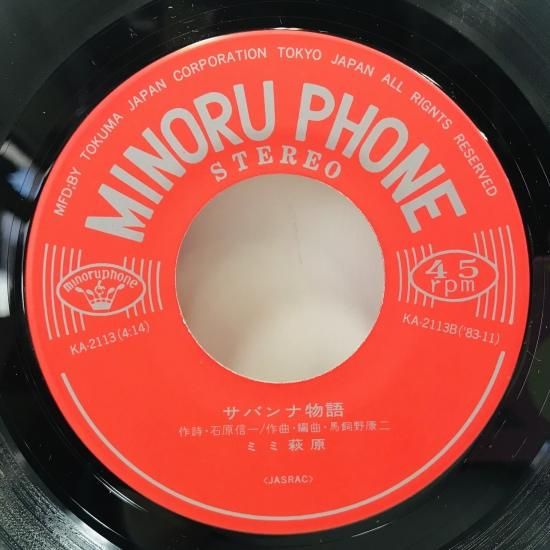 MFD:BY TOKUMA JAPAN CORPORATION TOKYO JAPAN ALL RIGNTS RESERVED
MINORU PHONE
STEREO
minoruphone
45
rpm
KA-2113(4:14)
KA-2113B('83-11)
サバンナ物語
作詩・石原信一/作曲・編曲・馬飼野康二
ミミ萩原
〈JASRAC〉